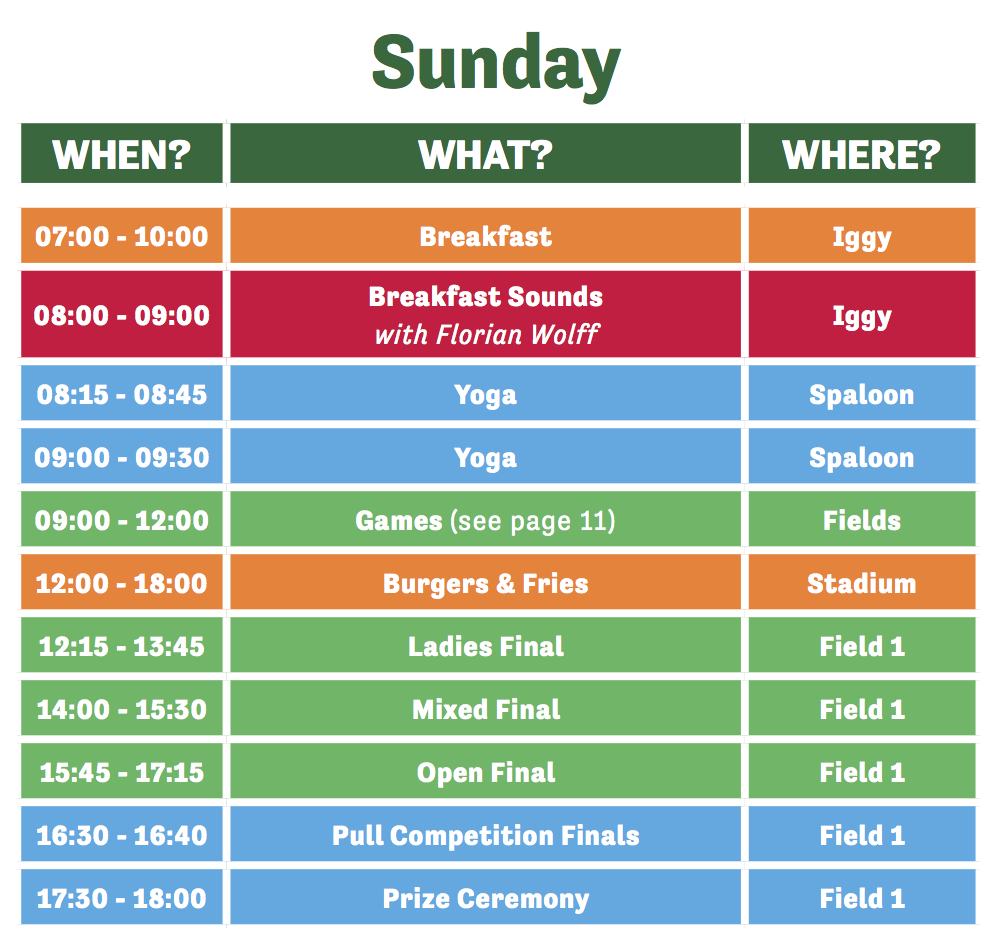 Sunday
WHEN? WHAT? WHERE?
07:00 - 10:00 Breakfast Iggy
08:00 - 09:00 Breakfast Sounds with Florian Wolff Iggy
08:15 - 08:45 Yoga Spaloon
09:00 - 09:30 Yoga Spaloon
09:00 - 12:00 Games (see page 11) Fields
12:00 - 18:00 Burgers & Fries Stadium
12:15 - 13:45 Ladies Final Field 1
14:00 - 15:30 Mixed Final Field 1
15:45 - 17:15 Open Final Field 1
16:30 - 16:40 Pull Competition Finals Field 1
17:30 - 18:00 Prize Ceremony Field 1